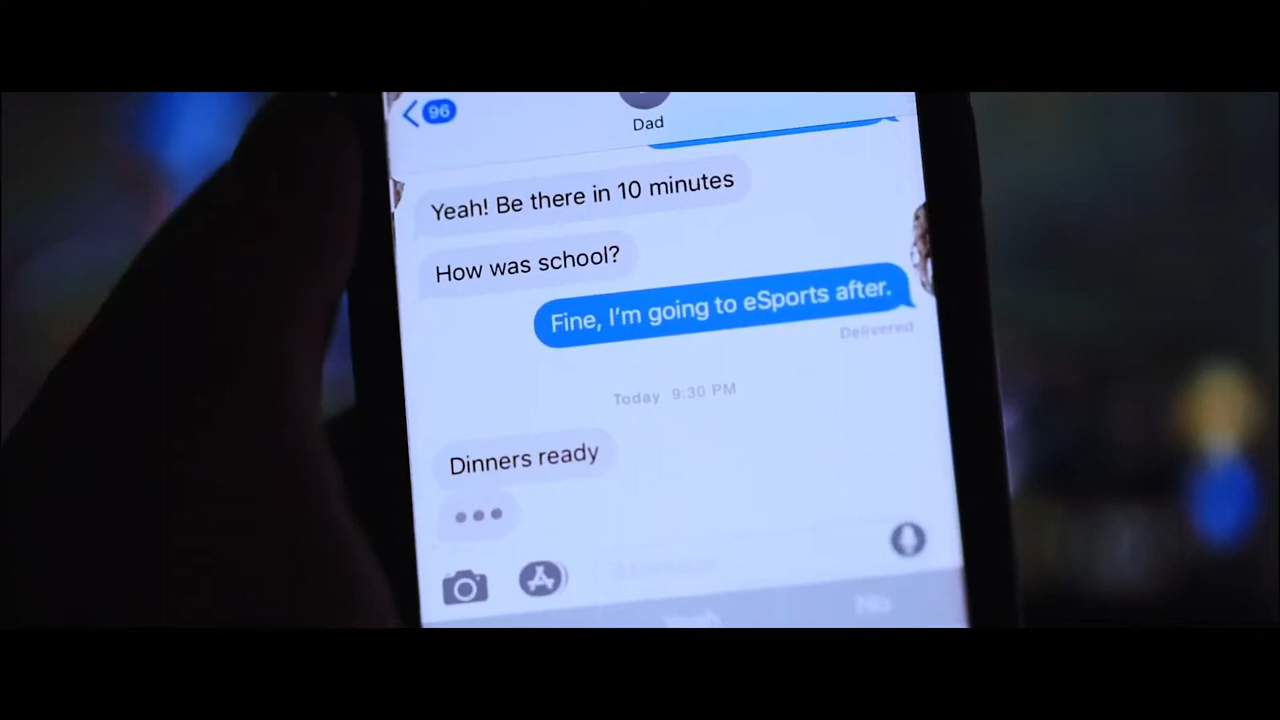 96
Dad
Yeah! Be there in 10 minutes
How was school?
Fine, I'm going to eSports after.
Delivered
Today 9:30 PM
Dinners ready
No